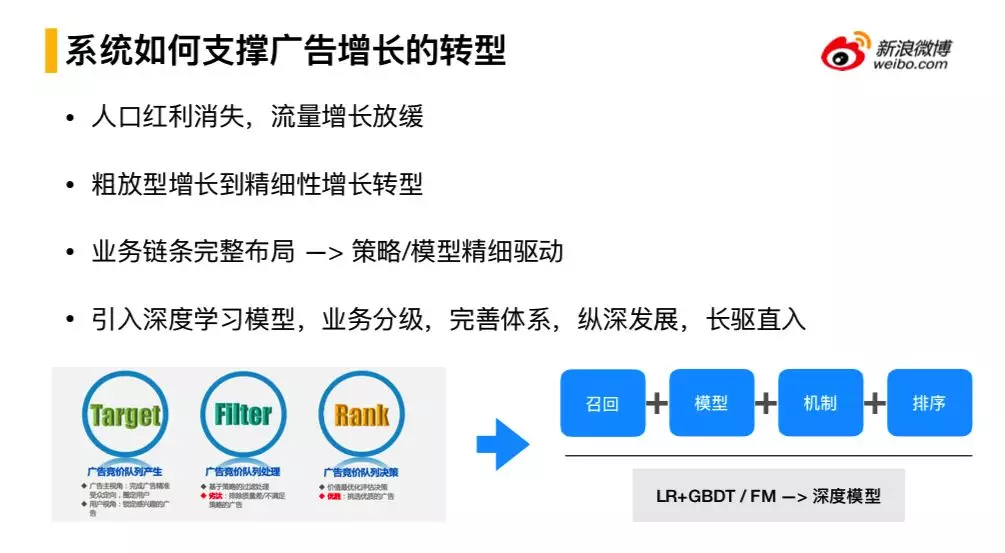 系统如何支撑广告增长的转型
新浪微博
weibo.com
• 人口红利消失，流量增长放缓
• 粗放型增长到精细性增长转型
• 业务链条完整布局 —> 策略/模型精细驱动
• 引入深度学习模型，业务分级，完善体系，纵深发展，长驱直入
Target
广告竞价队列产生
◆ 广告主视角：完成广告精准
受众定向，圈定用户
◆ 用户视角：锁定感兴趣的广
告
Filter
广告竞价队列处理
◆ 基于策略的过滤处理
◆ 劣汰：排除质量差/不满足
策略的广告
Rank
广告竞价队列决策
◆ 价值最优化评估决策
◆ 优胜：挑选优质的广告
召回 + 模型 + 机制 + 排序
LR+GBDT / FM —> 深度模型